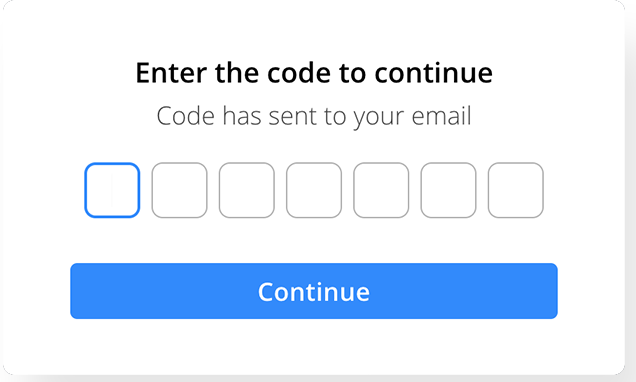 Enter the code to continue
Code has sent to your email
Continue